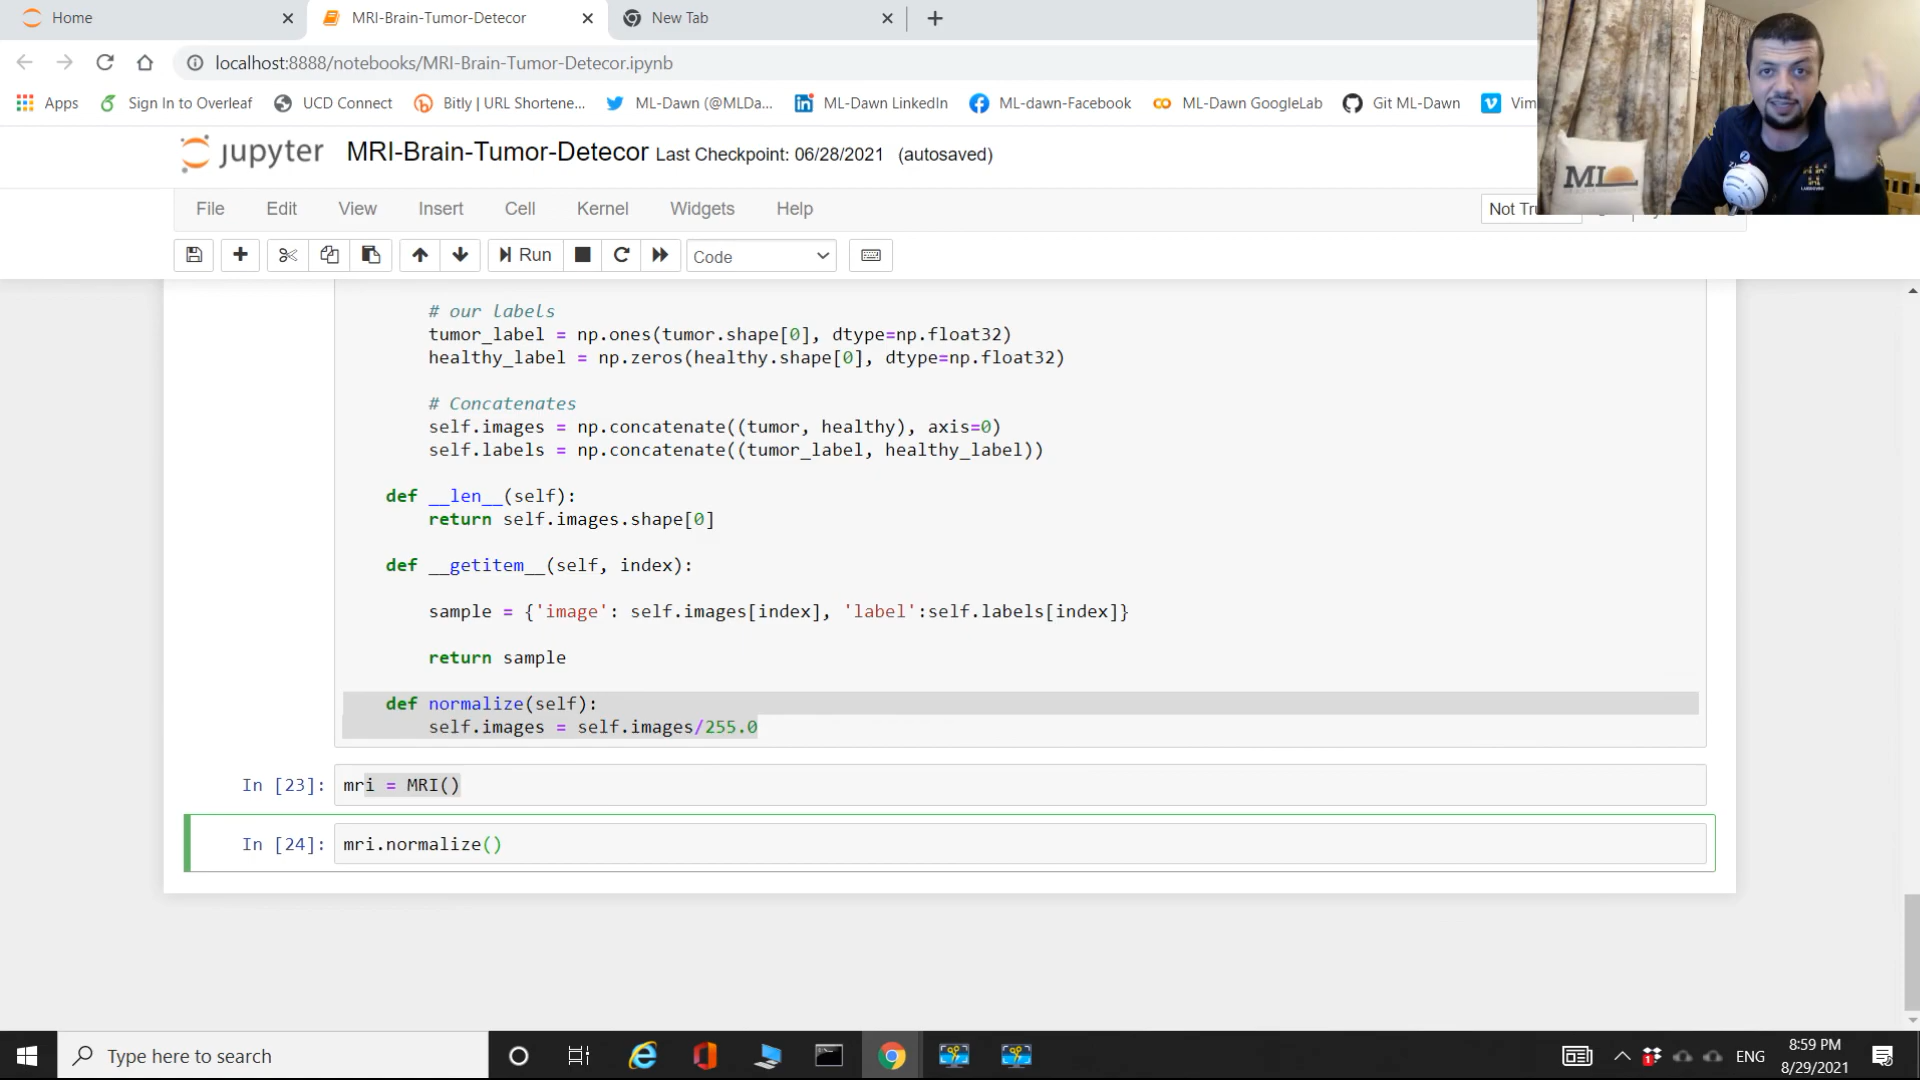 Home
MRI-Brain-Tumor-Detecor
New Tab
localhost:8888/notebooks/MRI-Brain-Tumor-Detecor.ipynb
Apps Sign In to Overleaf UCD Connect Bitly | URL Shortene... ML-Dawn (@MLDa... ML-Dawn LinkedIn ML-dawn-Facebook ML-Dawn GoogleLab Git ML-Dawn Vim
jupyter MRI-Brain-Tumor-Detecor Last Checkpoint: 06/28/2021 (autosaved)
ML
File Edit View Insert Cell Kernel Widgets Help Not Tru
Run Code
# our labels
tumor_label = np.ones(tumor.shape[0], dtype=np.float32)
healthy_label = np.zeros(healthy.shape[0], dtype=np.float32)
# Concatenates
self.images = np.concatenate((tumor, healthy), axis=0)
self.labels = np.concatenate((tumor_label, healthy_label))
def __len__(self):
return self.images.shape[0]
def __getitem__(self, index):
sample = {'image': self.images[index], 'label':self.labels[index]}
return sample
def normalize(self):
self.images = self.images/255.0
In [23]: mri = MRI()
In [24]: mri.normalize()
Type here to search
1
ENG
8:59 PM
8/29/2021